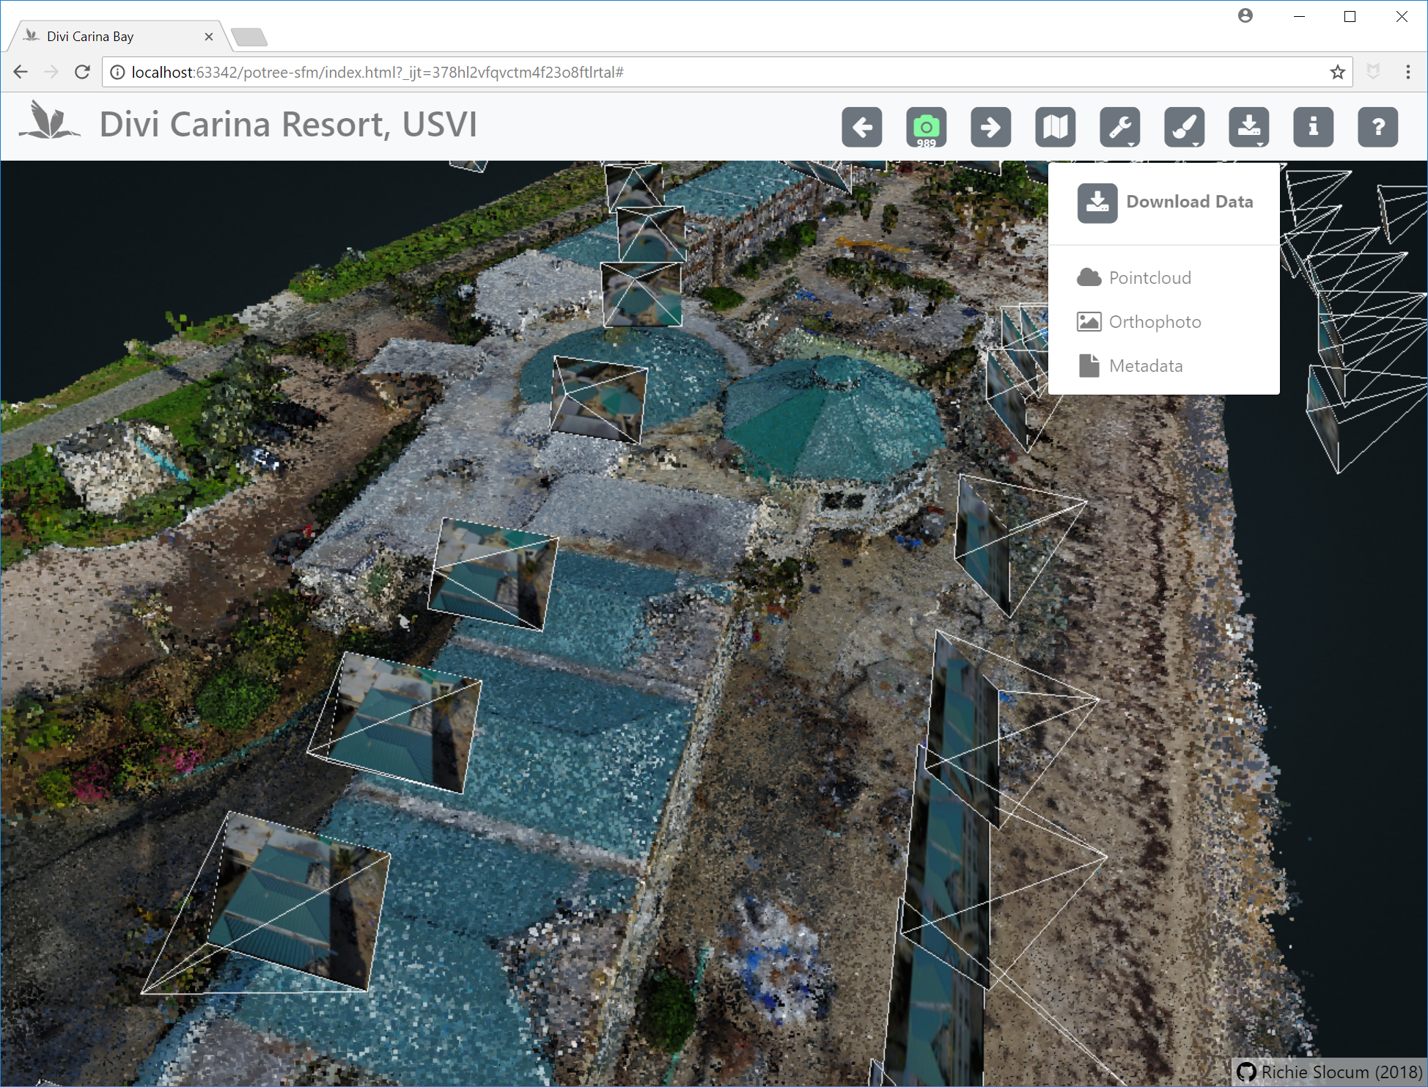 Divi Carina Bay
localhost:63342/potree-sfm/index.html?_ijt=378hl2vfqvctm4f23o8ftlrtal#
Divi Carina Resort, USVI
989
Download Data
Pointcloud
Orthophoto
Metadata
Richie Slocum (2018)